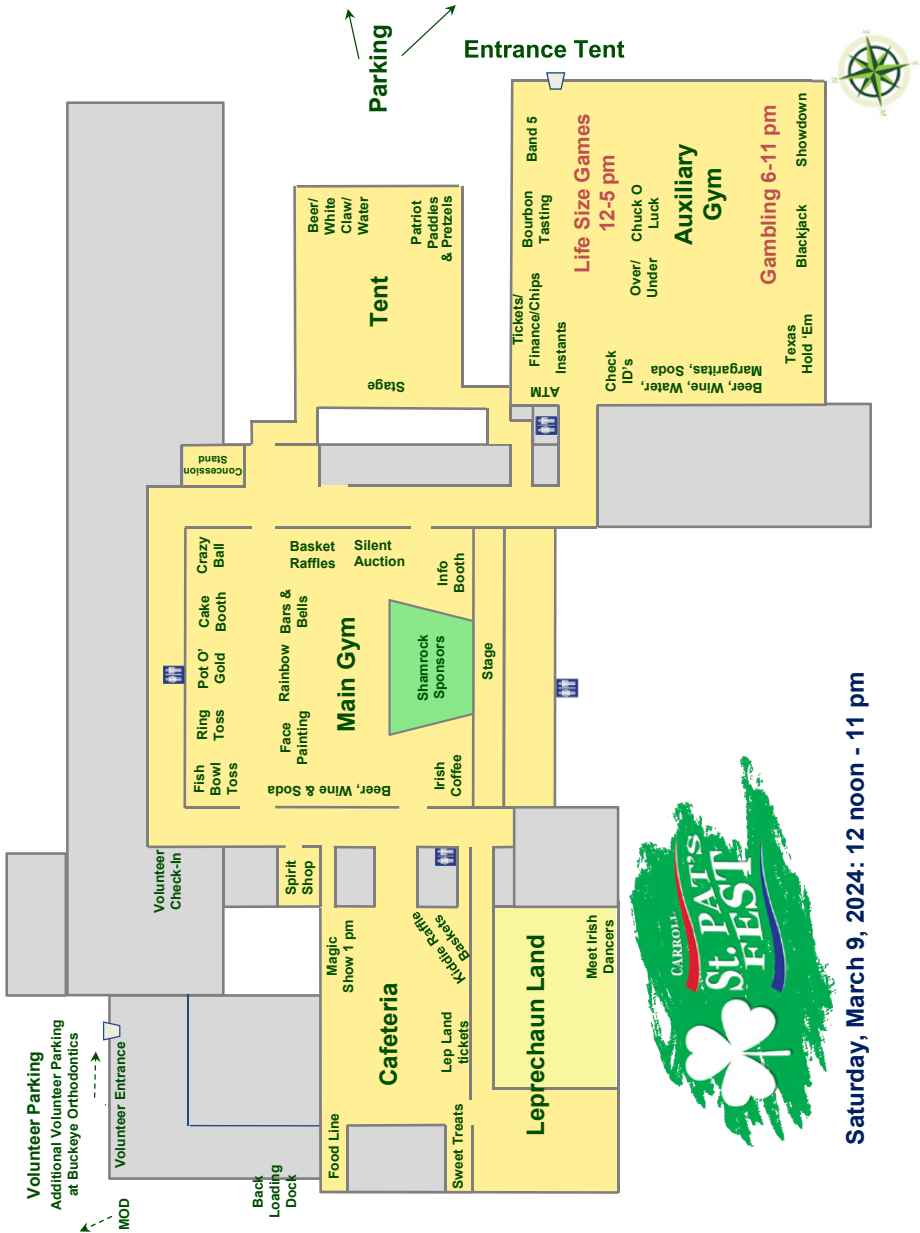 Volunteer Parking
Additional Volunteer Parking
at Buckeye Orthodontics
MOD
Volunteer Entrance
Back
Loading
Dock
Volunteer
Check-In
Food Line
Sweet Treats
Cafeteria
Magic
Show 1 pm
Lep Land
tickets
Kiddie Raffle
Baskets
Spirit
Shop
Leprechaun Land
Meet Irish
Dancers
Fish
Bowl
Toss
Ring
Toss
Pot O'
Gold
Cake
Booth
Crazy
Ball
Beer, Wine & Soda
Face
Painting
Rainbow
Bars &
Bells
Basket
Raffles
Silent
Auction
Main Gym
Irish
Coffee
Shamrock
Sponsors
Info
Booth
Stage
Concession
Stand
Stage
Tent
Beer/
White
Claw/
Water
Patriot
Paddies
& Pretzels
Parking
Entrance Tent
ATM
Tickets/
Finance/Chips
Instants
Bourbon
Tasting
Band 5
Life Size Games
12-5 pm
Check
ID's
Over/
Under
Chuck O
Luck
Auxiliary
Gym
Beer, Wine, Water,
Margaritas, Soda
Gambling 6-11 pm
Texas
Hold ‘Em
Blackjack
Showdown
N
S
W
CARROLL
St. PAT'S
FEST
Saturday, March 9, 2024: 12 noon - 11 pm